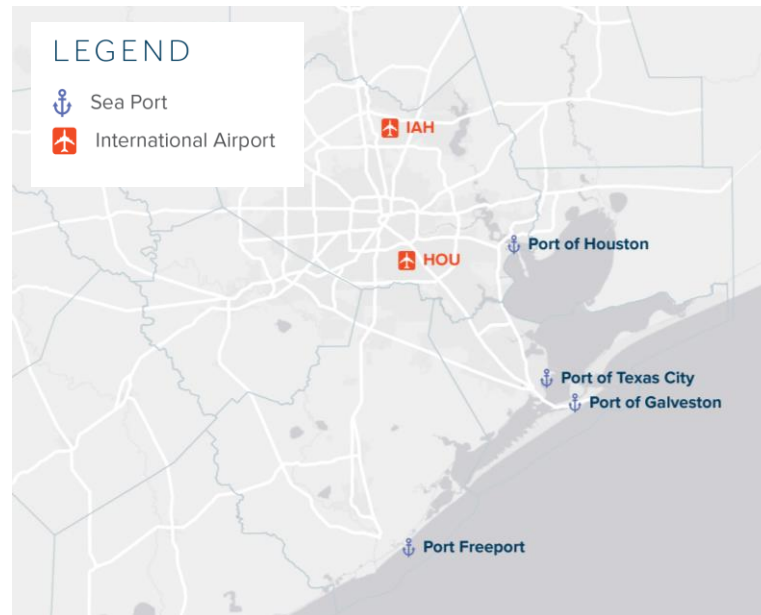 LEGEND
Sea Port
International Airport
IAH
Port of Houston
HOU
Port of Texas City
Port of Galveston
Port Freeport